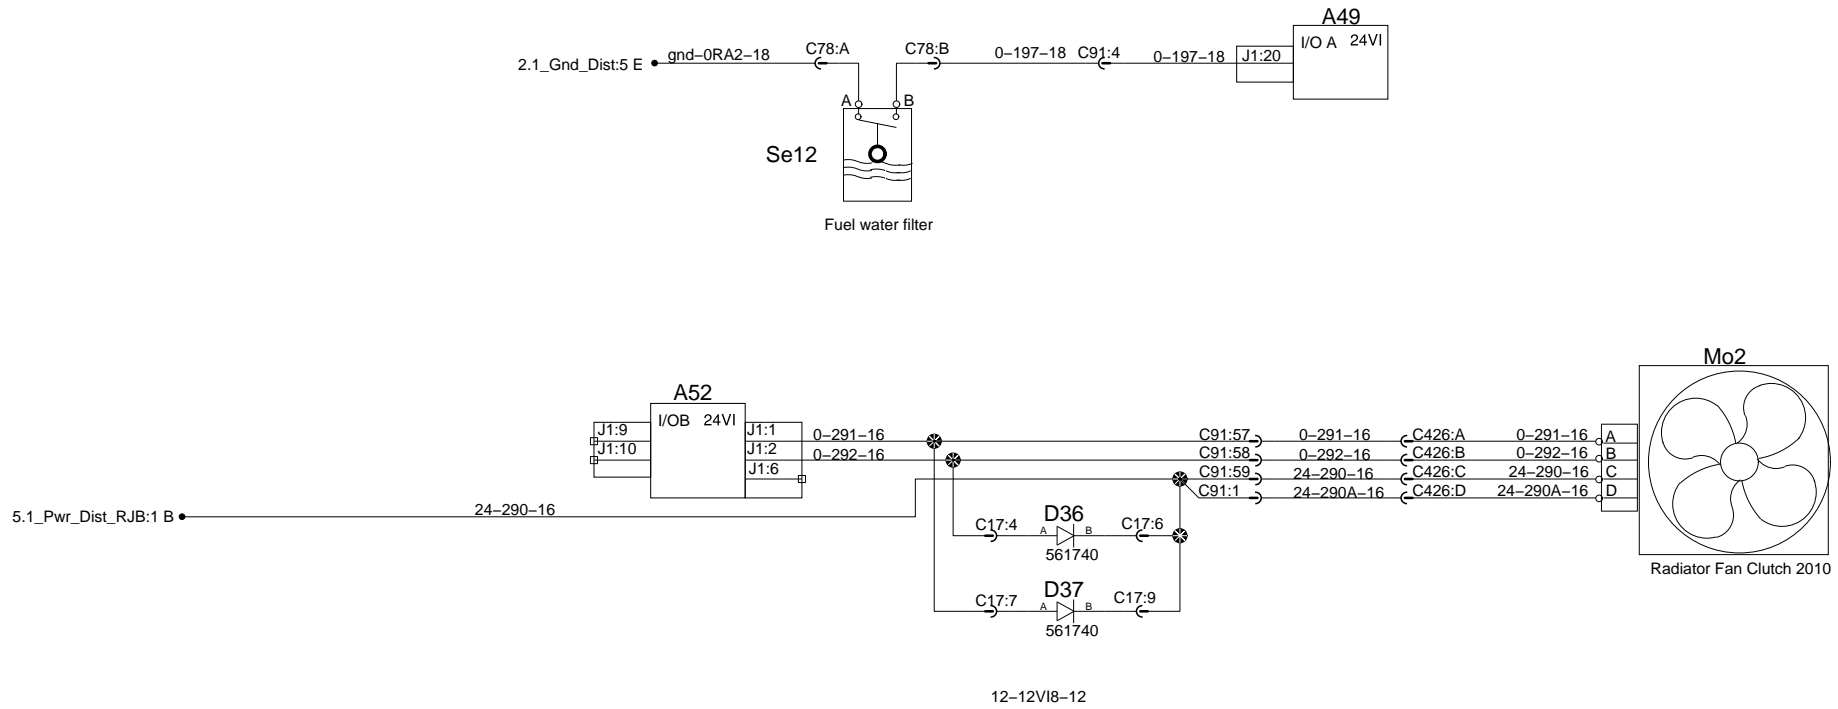 A49
I/O A 24VI
2.1_Gnd_Dist:5 E gnd-0RA2-18 C78:A C78:B 0-197-18 C91:4 0-197-18 J1:20
A B
Se12
Fuel water filter
Mo2
A52
I/OB 24VI
J1:9 J1:1 0-291-16 C91:57 0-291-16 C426:A 0-291-16 A
J1:10 J1:2 0-292-16 C91:58 0-292-16 C426:B 0-292-16 B
J1:6 C91:59 24-290-16 C426:C 24-290-16 C
C91:1 24-290A-16 C426:D 24-290A-16 D
5.1_Pwr_Dist_RJB:1 B 24-290-16
D36
C17:4 A B C17:6
561740
Radiator Fan Clutch 2010
D37
C17:7 A B C17:9
561740
12-12VI8-12